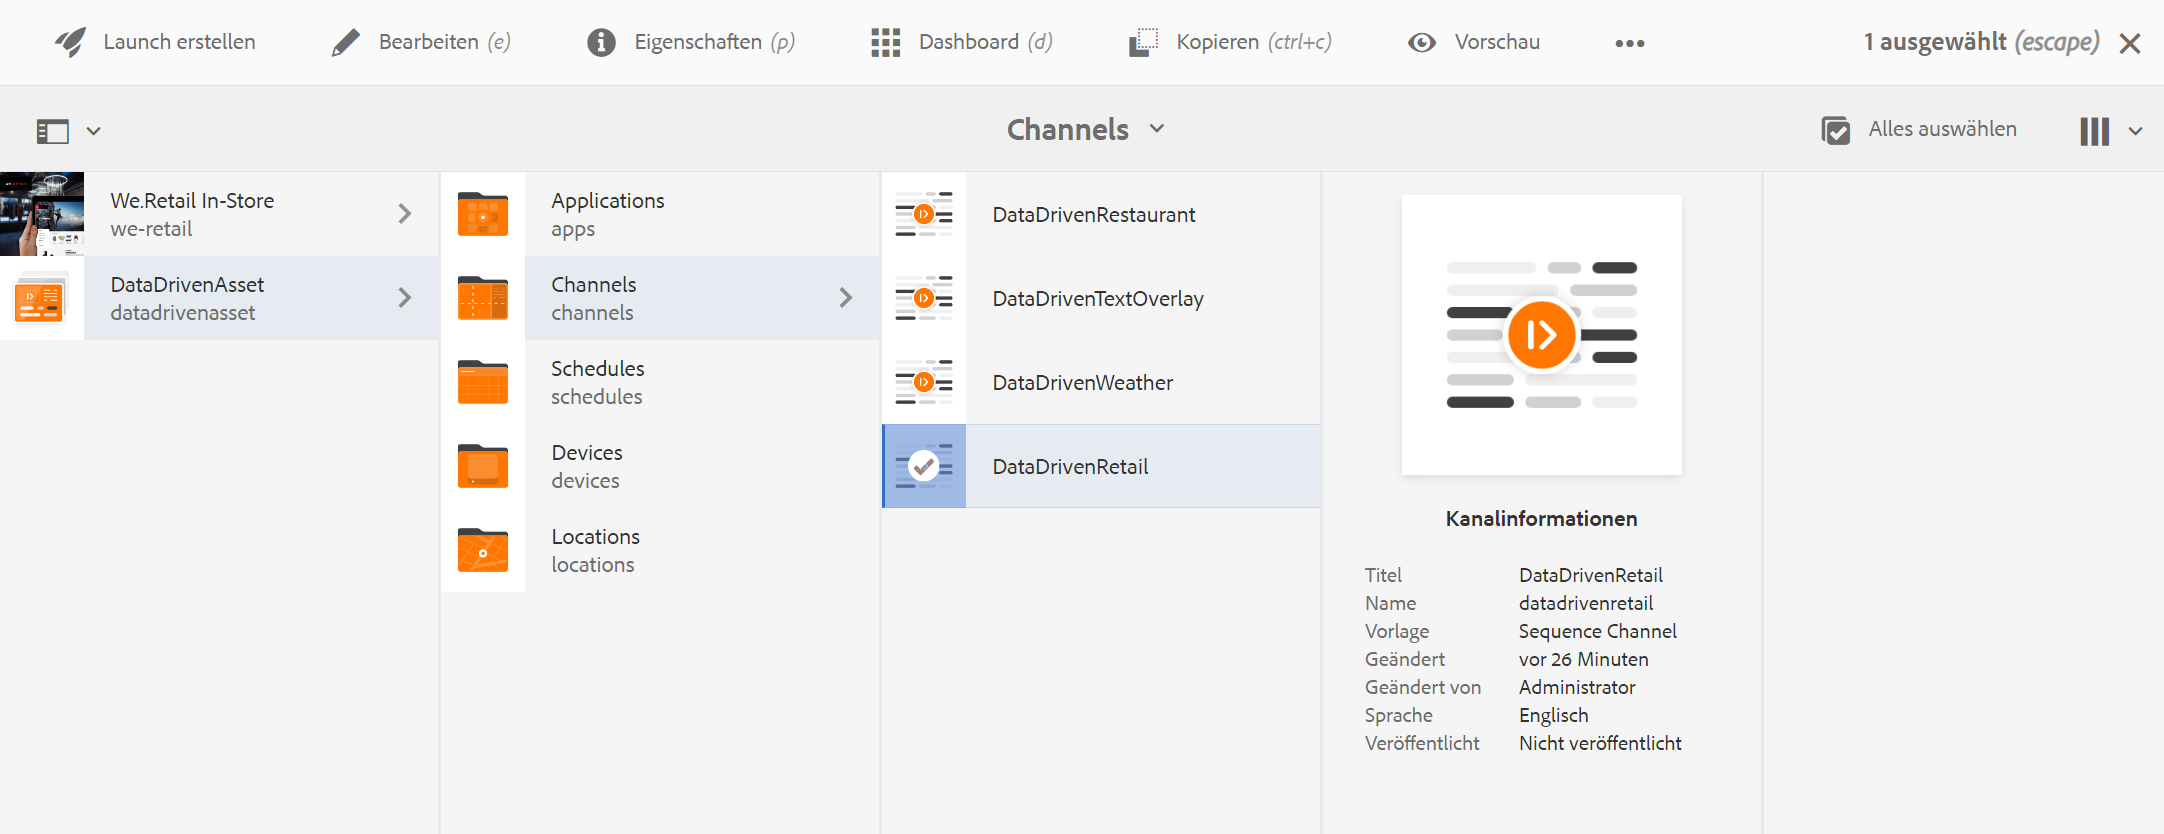 Launch erstellen
Bearbeiten (e)
Eigenschaften (p)
Dashboard (d)
Kopieren (ctrl+c)
Vorschau
1 ausgewählt (escape)
Channels
Alles auswählen
We.Retail In-Store
we-retail
DataDrivenAsset
datadrivenasset
Applications
apps
Channels
channels
Schedules
schedules
Devices
devices
Locations
locations
DataDrivenRestaurant
DataDrivenTextOverlay
DataDrivenWeather
DataDrivenRetail
Kanalinformationen
Titel DataDrivenRetail
Name datadrivenretail
Vorlage Sequence Channel
Geändert vor 26 Minuten
Geändert von Administrator
Sprache Englisch
Veröffentlicht Nicht veröffentlicht